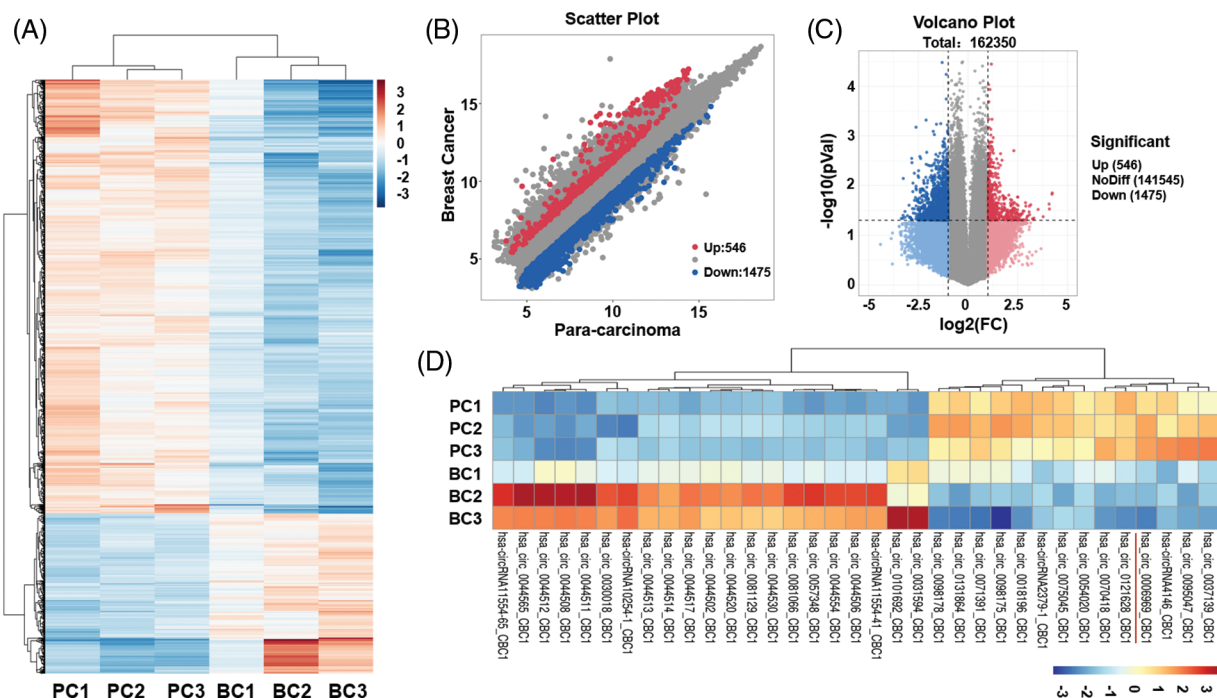 (A)
3
2
1
0
-1
-2
-3
PC1 PC2 PC3 BC1 BC2 BC3
(B)
Scatter Plot
Breast Cancer
15
10
5
Up:546
Down:1475
5 10 15
Para-carcinoma
(C)
Volcano Plot
Total: 162350
-log10(pVal)
4
3
2
1
0
-5 -2.5 0 2.5 5
log2(FC)
Significant
Up (546)
NoDiff (141545)
Down (1475)
(D)
PC1
PC2
PC3
BC1
BC2
BC3
hsa-circRNA11554-65_CBC1
hsa_circ_0044565_CBC1
hsa_circ_0044512_CBC1
hsa_circ_0044508_CBC1
hsa_circ_0044511_CBC1
hsa_circ_0030018_CBC1
hsa-circRNA10254-1_CBC1
hsa_circ_0044513_CBC1
hsa_circ_0044514_CBC1
hsa_circ_0044517_CBC1
hsa_circ_0044502_CBC1
hsa_circ_0044520_CBC1
hsa_circ_0081129_CBC1
hsa_circ_0044530_CBC1
hsa_circ_0081066_CBC1
hsa_circ_0057348_CBC1
hsa_circ_0044554_CBC1
hsa_circ_0044506_CBC1
hsa-circRNA11554-41_CBC1
hsa_circ_0101692_CBC1
hsa_circ_0031594_CBC1
hsa_circ_0098178_CBC1
hsa_circ_0131864_CBC1
hsa_circ_0071391_CBC1
hsa_circ_0098175_CBC1
hsa_circ_0018196_CBC1
hsa-circRNA2379-1_CBC1
hsa_circ_0075045_CBC1
hsa_circ_0054020_CBC1
hsa_circ_0070418_CBC1
hsa_circ_0121628_CBC1
hsa_circ_0000969_CBC1
hsa-circRNA4146_CBC1
hsa_circ_0095047_CBC1
hsa_circ_0037139_CBC1
-3 -2 -1 0 1 2 3